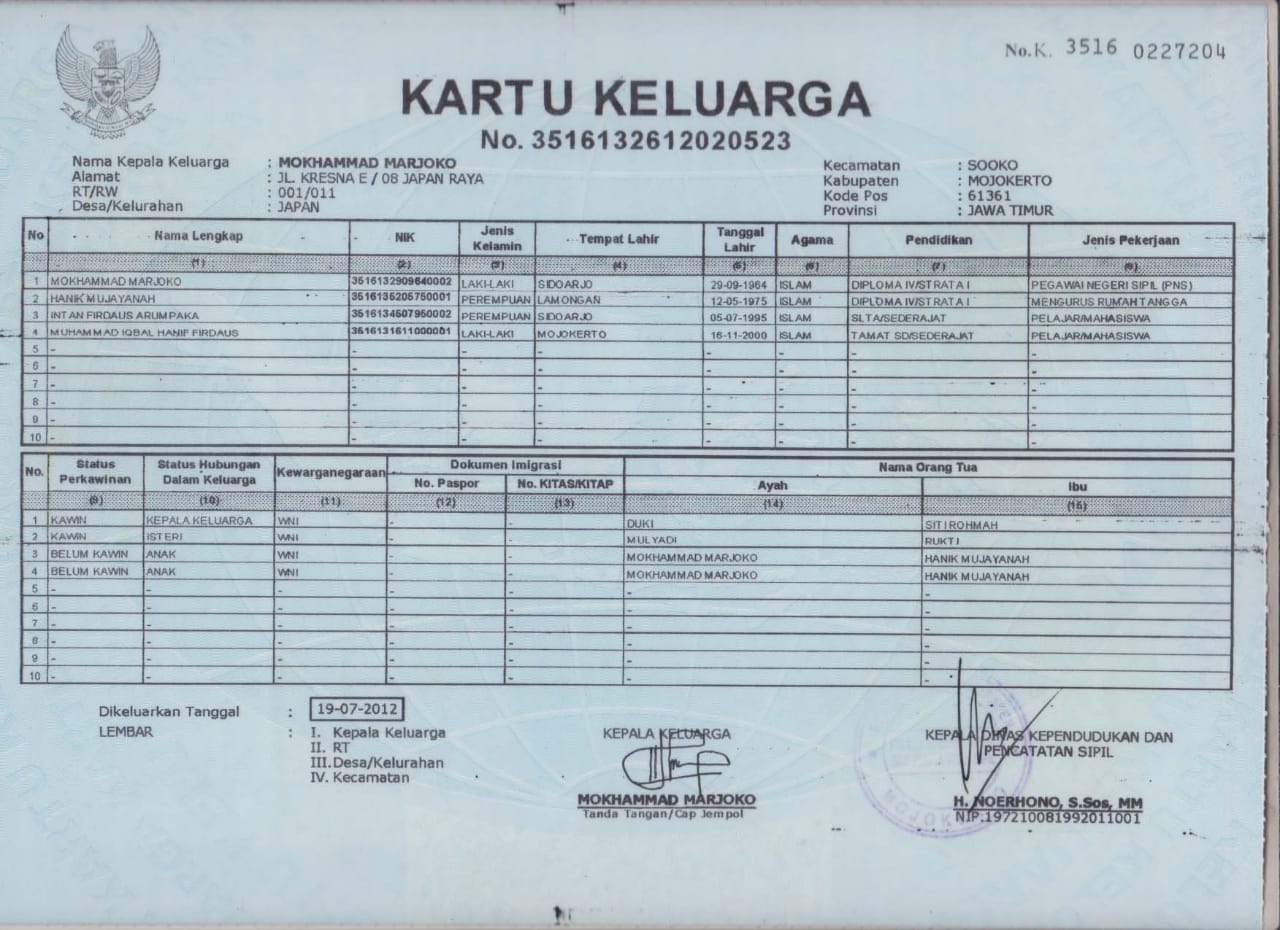 No.K. 3516 0227204
KARTU KELUARGA
No. 3516132612020523
Nama Kepala Keluarga : MOKHAMMAD MARJOKO
Alamat : JL. KRESNA E / 08 JAPAN RAYA
RT/RW : 001/011
Desa/Kelurahan : JAPAN
Kecamatan : SOOKO
Kabupaten : MOJOKERTO
Kode Pos : 61361
Provinsi : JAWA TIMUR
No Nama Lengkap NIK Jenis Kelamin Tempat Lahir Tanggal Lahir Agama Pendidikan Jenis Pekerjaan
(1) (2) (3) (4) (5) (6) (7) (8)
1 MOKHAMMAD MARJOKO 3516132909640002 LAKI-LAKI SIDOARJO 29-09-1964 ISLAM DIPLOMA IV/STRATA I PEGAWAI NEGERI SIPIL (PNS)
2 HANIK MUJAYANAH 3516135205750001 PEREMPUAN LAMONGAN 12-05-1975 ISLAM DIPLOMA IV/STRATA I MENGURUS RUMAH TANGGA
3 INTAN FIRDAUS ARUMPAKA 3516134507950002 PEREMPUAN SIDOARJO 05-07-1995 ISLAM SLTA/SEDERAJAT PELAJAR/MAHASISWA
4 MUHAMMAD IQBAL HANIF FIRDAUS 3516131611000001 LAKI-LAKI MOJOKERTO 16-11-2000 ISLAM TAMAT SD/SEDERAJAT PELAJAR/MAHASISWA
5 - - - - - - - -
6 - - - - - - - -
7 - - - - - - - -
8 - - - - - - - -
9 - - - - - - - -
10 - - - - - - - -
No. Status Perkawinan Status Hubungan Dalam Keluarga Kewarganegaraan Dokumen Imigrasi Nama Orang Tua
No. Paspor No. KITAS/KITAP Ayah Ibu
(9) (10) (11) (12) (13) (14) (15)
1 KAWIN KEPALA KELUARGA WNI - - DUKI SITI ROHMAH
2 KAWIN ISTERI WNI - - MULYADI RUKTI
3 BELUM KAWIN ANAK WNI - - MOKHAMMAD MARJOKO HANIK MUJAYANAH
4 BELUM KAWIN ANAK WNI - - MOKHAMMAD MARJOKO HANIK MUJAYANAH
5 - - - - - - -
6 - - - - - - -
7 - - - - - - -
8 - - - - - - -
9 - - - - - - -
10 - - - - - - -
Dikeluarkan Tanggal : 19-07-2012
LEMBAR : I. Kepala Keluarga
II. RT
III. Desa/Kelurahan
IV. Kecamatan
KEPALA KELUARGA
MOKHAMMAD MARJOKO
Tanda Tangan/Cap Jempol
KEPALA DINAS KEPENDUDUKAN DAN
PENCATATAN SIPIL
H. NOERHONO, S.Sos, MM
NIP.197210081992011001